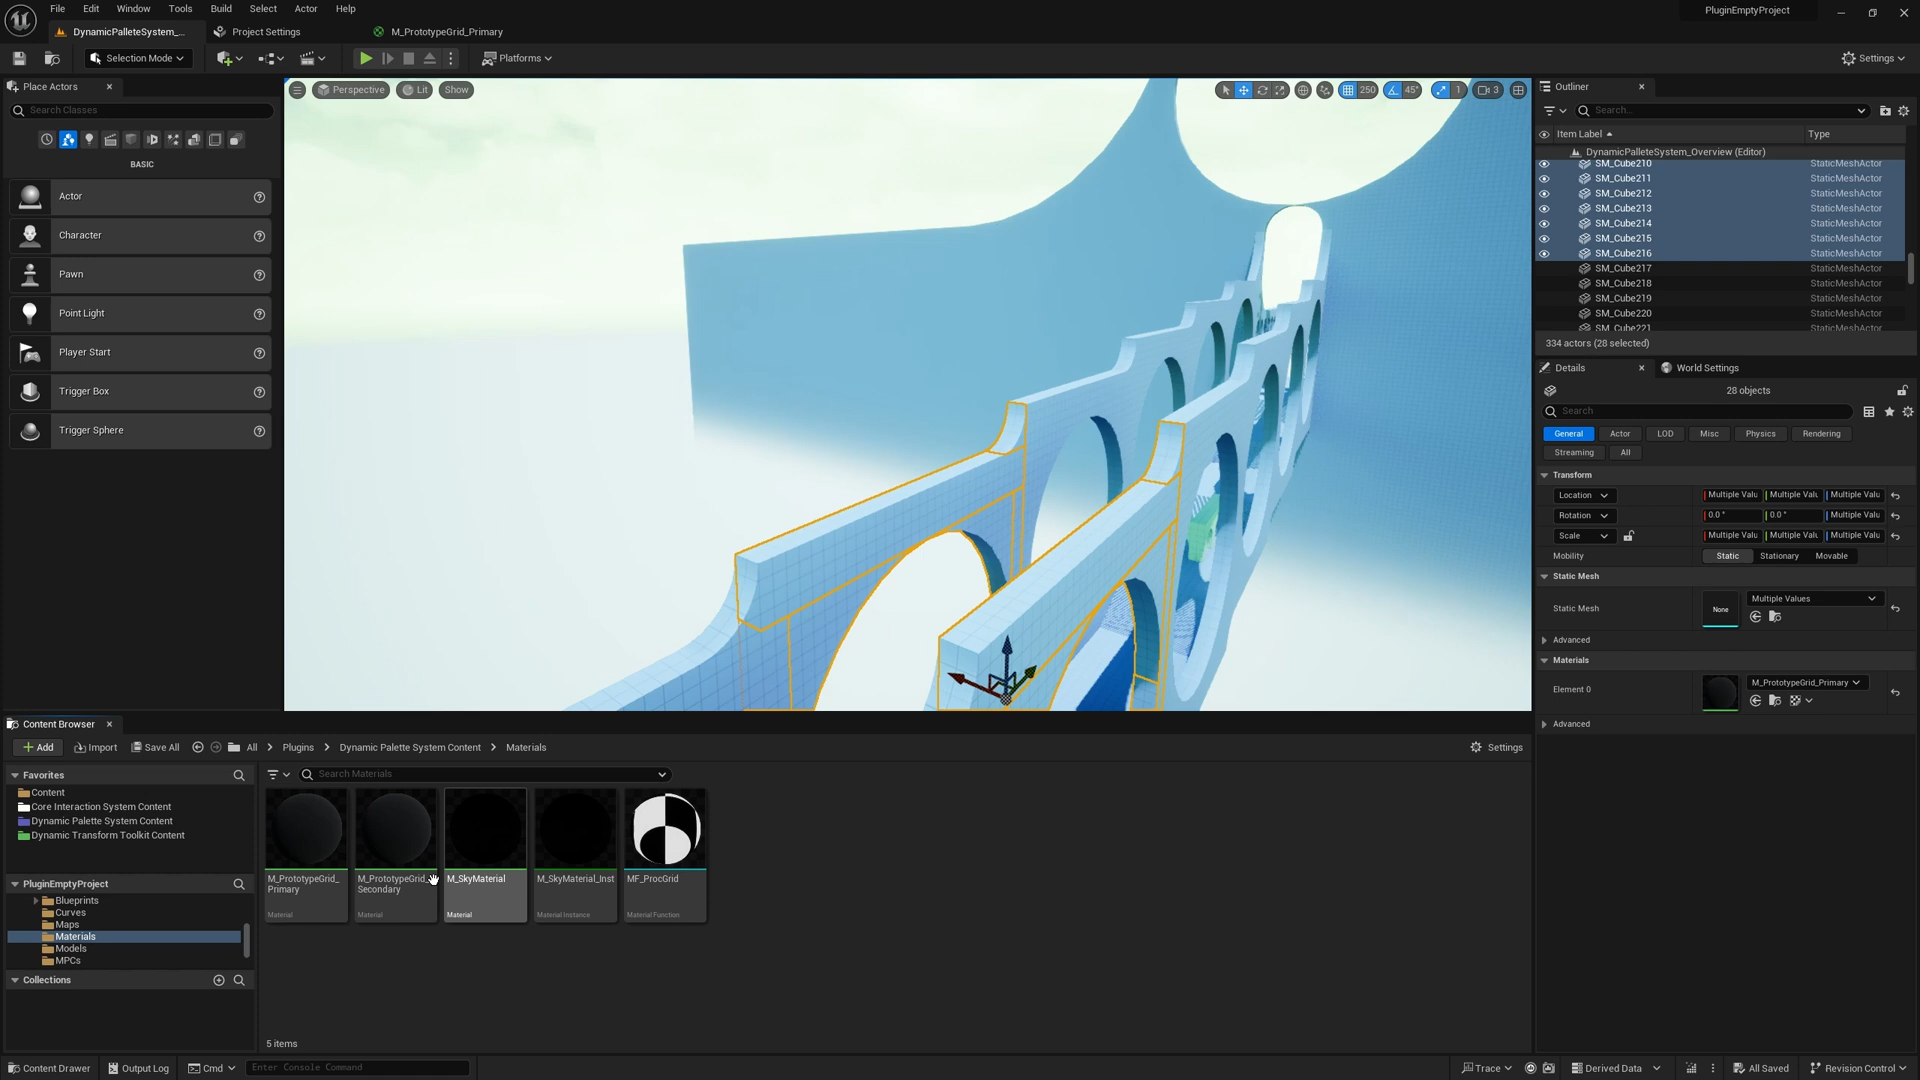 File Edit Window Tools Build Select Actor Help
PluginEmptyProject
DynamicPalleteSystem_...
Project Settings
M_PrototypeGrid_Primary
Selection Mode
Platforms
Settings
Place Actors
Search Classes
BASIC
Actor
Character
Pawn
Point Light
Player Start
Trigger Box
Trigger Sphere
Perspective
Lit
Show
250
45°
1
3
Outliner
Search...
Item Label
Type
DynamicPalleteSystem_Overview (Editor)
SM_Cube210 StaticMeshActor
SM_Cube211 StaticMeshActor
SM_Cube212 StaticMeshActor
SM_Cube213 StaticMeshActor
SM_Cube214 StaticMeshActor
SM_Cube215 StaticMeshActor
SM_Cube216 StaticMeshActor
SM_Cube217 StaticMeshActor
SM_Cube218 StaticMeshActor
SM_Cube219 StaticMeshActor
SM_Cube220 StaticMeshActor
SM_Cube221 StaticMeshActor
334 actors (28 selected)
Details
World Settings
28 objects
Search
General Actor LOD Misc Physics Rendering
Streaming All
Transform
Location Multiple Valu Multiple Valu Multiple Valu
Rotation 0.0° 0.0° Multiple Valu
Scale Multiple Valu Multiple Valu Multiple Valu
Mobility Static Stationary Movable
Static Mesh
Static Mesh None Multiple Values
Advanced
Materials
Element 0 M_PrototypeGrid_Primary
Advanced
Content Browser
Add Import Save All All Plugins Dynamic Palette System Content Materials Settings
Favorites
Content
Core Interaction System Content
Dynamic Palette System Content
Dynamic Transform Toolkit Content
PluginEmptyProject
Blueprints
Curves
Maps
Materials
Models
MPCs
Collections
Search Materials
M_PrototypeGrid_
Primary
Material
M_PrototypeGrid_
Secondary
Material
M_SkyMaterial
Material
M_SkyMaterial_Inst
Material Instance
MF_ProcGrid
Material Function
5 items
Content Drawer Output Log Cmd Enter Console Command
Trace Derived Data All Saved Revision Control